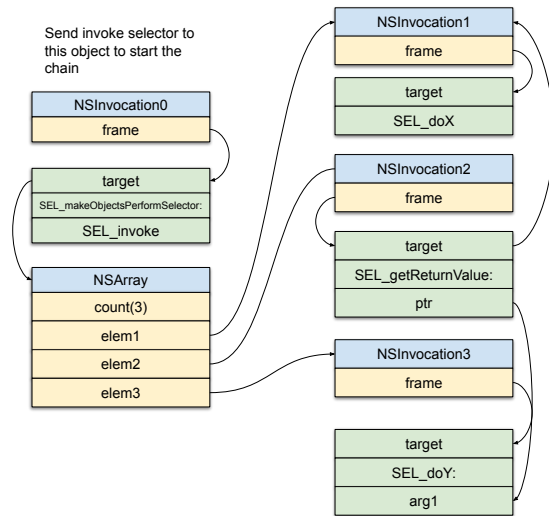 Send invoke selector to
this object to start the
chain
NSInvocation0
frame
target
SEL_makeObjectsPerformSelector:
SEL_invoke
NSArray
count(3)
elem1
elem2
elem3
NSInvocation1
frame
target
SEL_doX
NSInvocation2
frame
target
SEL_getReturnValue:
ptr
NSInvocation3
frame
target
SEL_doY:
arg1